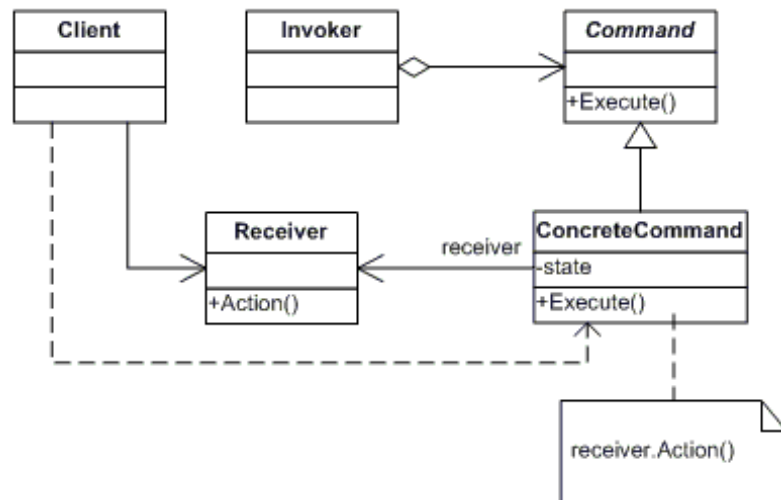 Client
Invoker
Command
+Execute()
Receiver
+Action()
receiver
ConcreteCommand
-state
+Execute()
receiver.Action()